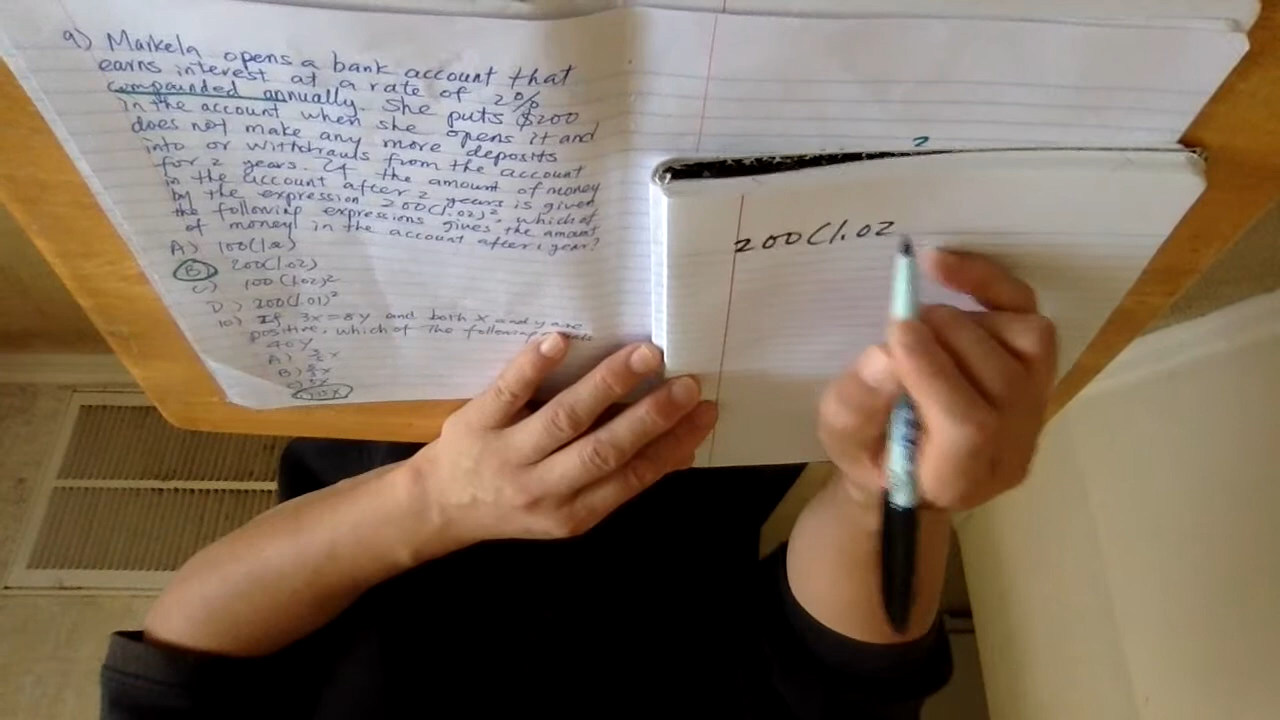 9) Markela opens a bank account that
earns interest at a rate of 2%
compounded annually. She puts $200
in the account when she opens it and
does not make any more deposits
into or withdrawls from the account
for 2 years. If the amount of money
in the account after 2 years is given
by the expression 200(1.02)², which of
the following expressions gives the amount
of money in the account after 1 year?
A)
B) 200(1.02)
C) 100(1.02)²
D) 200(1.01)²
10) If 3x=8y and both x and y are
positive, which of the following
40y
A) x
B) x
x
15x
2
200(1.02